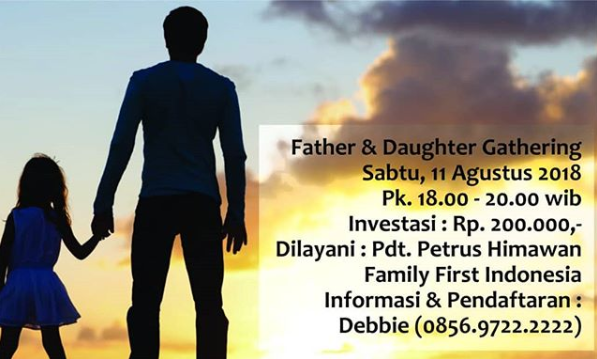 Father & Daughter Gathering
Sabtu, 11 Agustus 2018
Pk. 18.00 - 20.00 wib
Investasi : Rp. 200.000,-
Dilayani : Pdt. Petrus Himawan
Family First Indonesia
Informasi & Pendaftaran :
Debbie (0856.9722.2222)